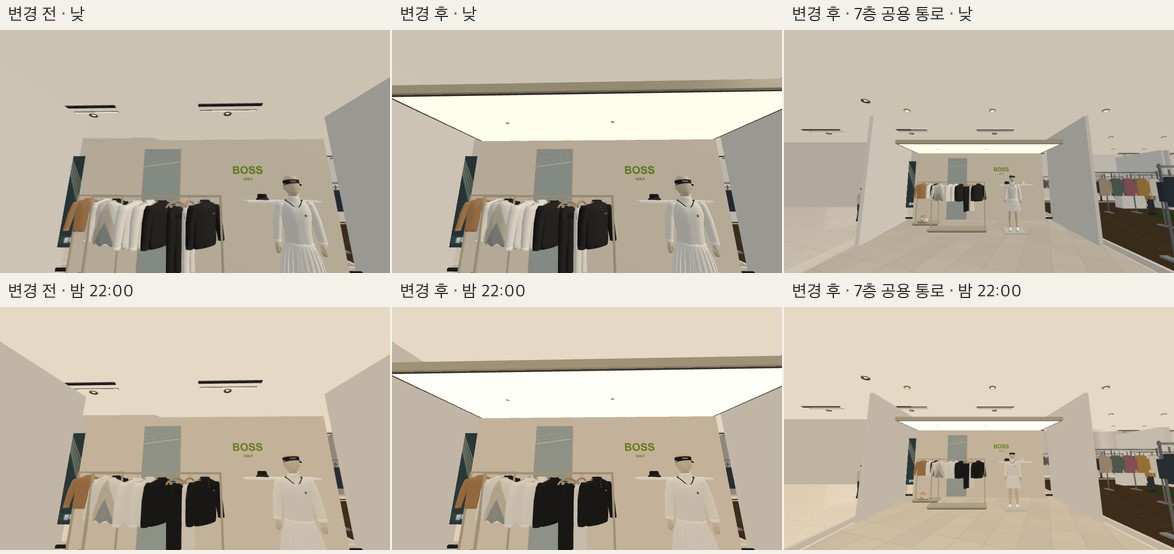 변경 전 · 낮
변경 후 · 낮
변경 후 · 7층 공용 통로 · 낮
BOSS
BOSS
BOSS
변경 전 · 밤 22:00
변경 후 · 밤 22:00
변경 후 · 7층 공용 통로 · 밤 22:00
BOSS
BOSS
BOSS